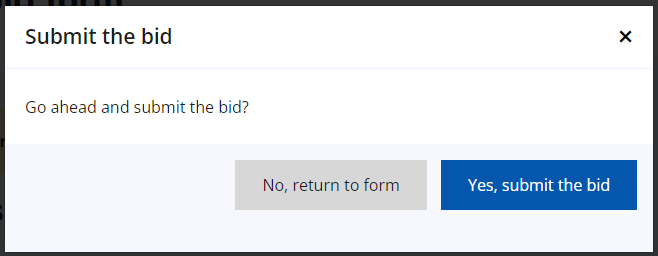 Submit the bid
×
Go ahead and submit the bid?
No, return to form
Yes, submit the bid